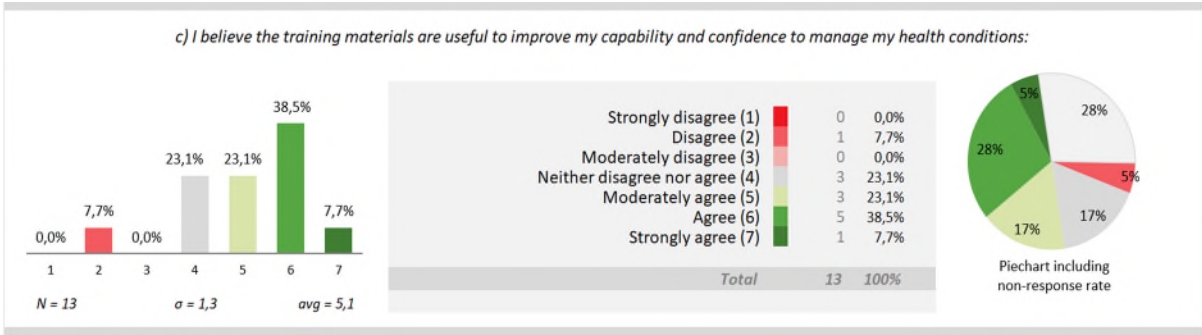 c) I believe the training materials are useful to improve my capability and confidence to manage my health conditions:
38,5%
23,1% 23,1%
7,7% 7,7%
0,0% 0,0%
1 2 3 4 5 6 7
N = 13 σ = 1,3 avg = 5,1
Strongly disagree (1) 0 0,0%
Disagree (2) 1 7,7%
Moderately disagree (3) 0 0,0%
Neither disagree nor agree (4) 3 23,1%
Moderately agree (5) 3 23,1%
Agree (6) 5 38,5%
Strongly agree (7) 1 7,7%
Total 13 100%
5%
28%
28%
5%
17%
17%
Piechart including
non-response rate